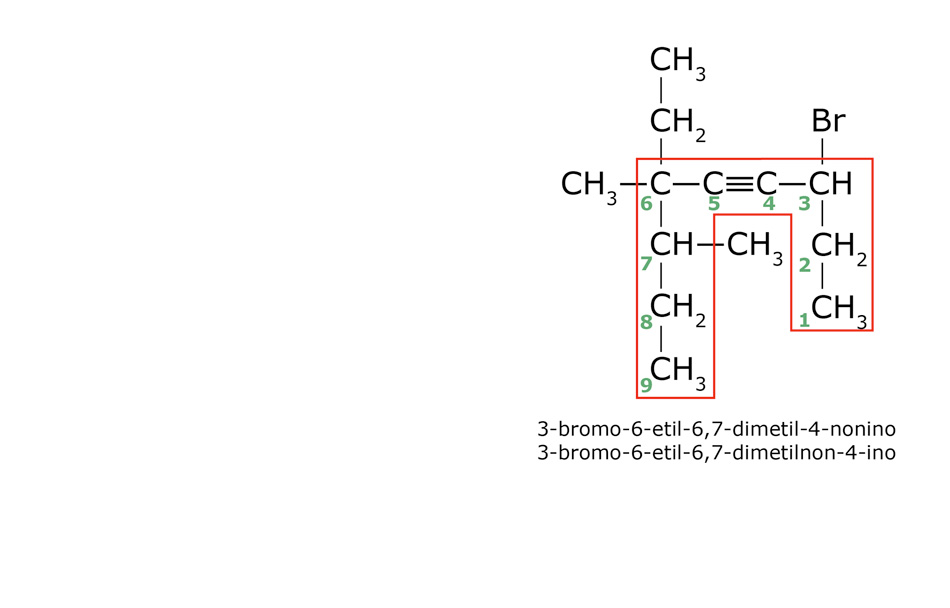 CH3
CH2 Br
CH3 C C C CH
6 5 4 3
CH CH3 CH2
7 2
CH2 CH3
8 1
CH3
9
3-bromo-6-etil-6,7-dimetil-4-nonino
3-bromo-6-etil-6,7-dimetilnon-4-ino